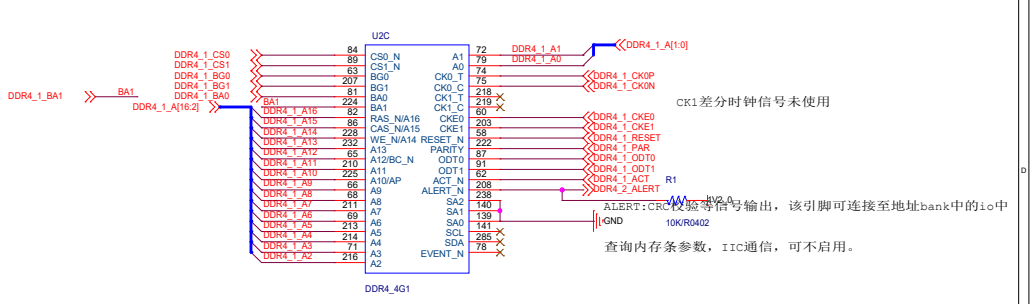 U2C
DDR4_1_CS0 84 CS0_N A1 72 DDR4_1_A1 DDR4_1_A[1:0]
DDR4_1_CS1 89 CS1_N A0 79 DDR4_1_A0
DDR4_1_BG0 63 BG0 CK0_T 74 DDR4_1_CK0P
DDR4_1_BG1 207 BG1 CK0_C 75 DDR4_1_CK0N
DDR4_1_BA0 81 BA0 CK1_T 218
DDR4_1_BA1 BA1 BA1 224 BA1 CK1_C 219
CK1差分时钟信号未使用
DDR4_1_A[16:2]
DDR4_1_A16 82 RAS_N/A16 CKE0 60 DDR4_1_CKE0
DDR4_1_A15 86 CAS_N/A15 CKE1 203 DDR4_1_CKE1
DDR4_1_A14 228 WE_N/A14 RESET_N 58 DDR4_1_RESET
DDR4_1_A13 232 A13 PARITY 222 DDR4_1_PAR
DDR4_1_A12 65 A12/BC_N ODT0 87 DDR4_1_ODT0
DDR4_1_A11 210 A11 ODT1 91 DDR4_1_ODT1
DDR4_1_A10 225 A10/AP ACT_N 62 DDR4_1_ACT
DDR4_1_A9 66 A9 ALERT_N 208 DDR4_2_ALERT
R1
DDR4_1_A8 68 A8 SA2 238
1V2_0
DDR4_1_A7 211 A7 SA1 140
ALERT:CRC校验等信号输出，该引脚可连接至地址bank中的io中
DDR4_1_A6 69 A6 SA0 139 GND
10K/R0402
DDR4_1_A5 213 A5 SCL 141
DDR4_1_A4 214 A4 SDA 285
DDR4_1_A3 71 A3 EVENT_N 78
查询内存条参数，IIC通信，可不启用。
DDR4_1_A2 216 A2
DDR4_4G1
D